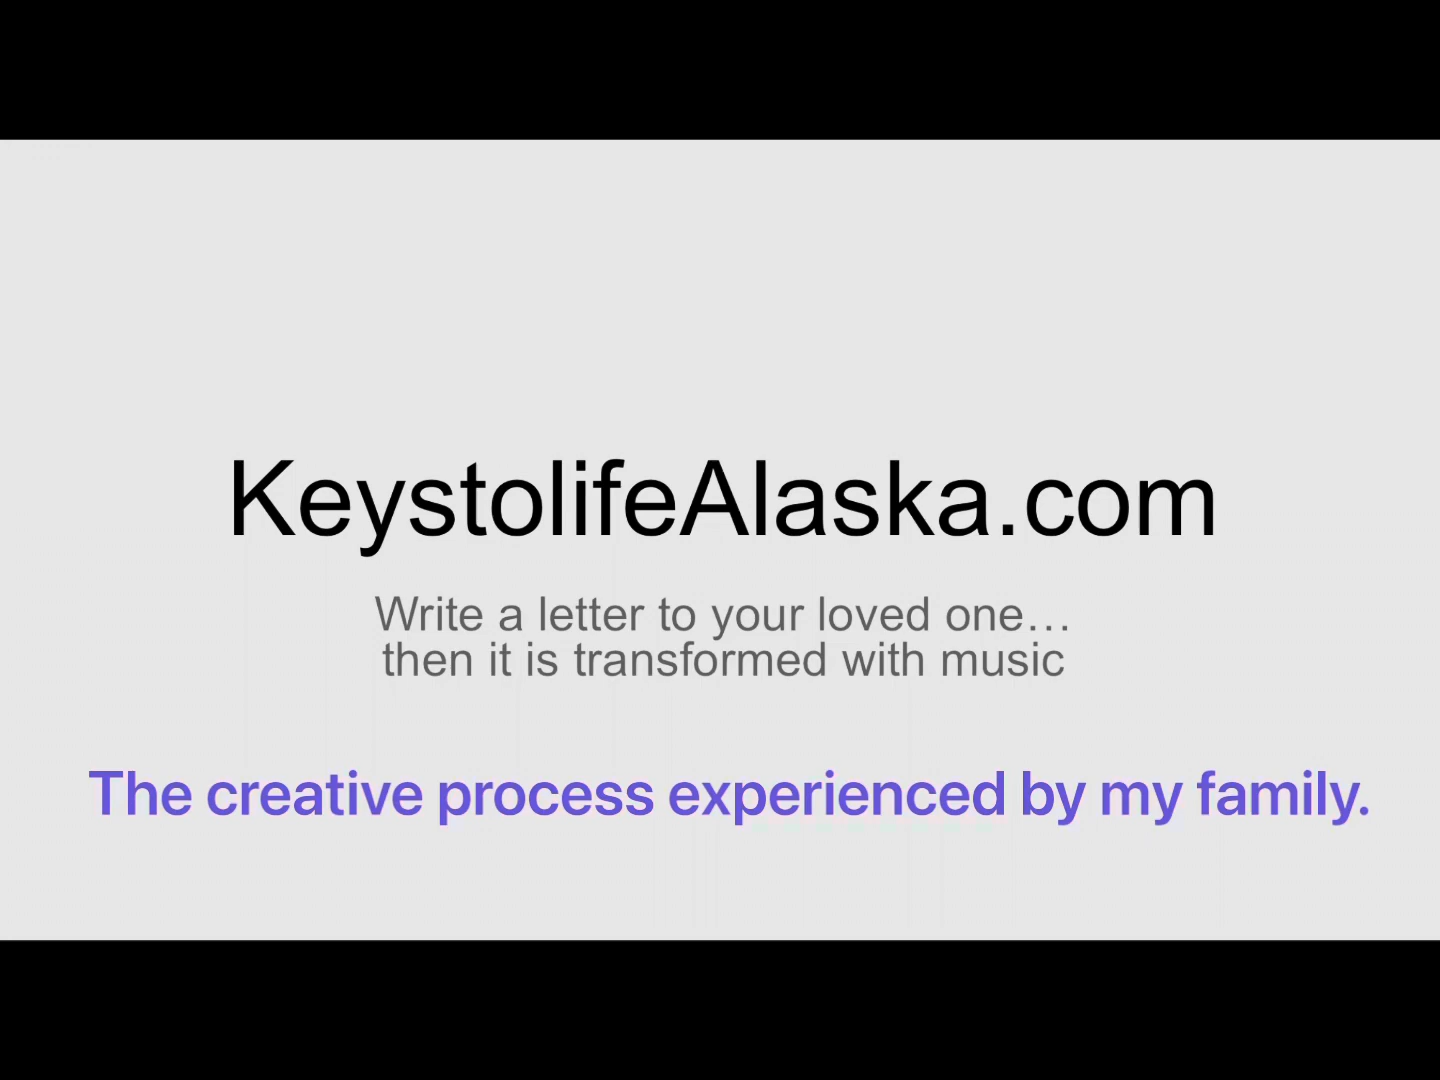 KeystolifeAlaska.com
Write a letter to your loved one…
then it is transformed with music
The creative process experienced by my family.